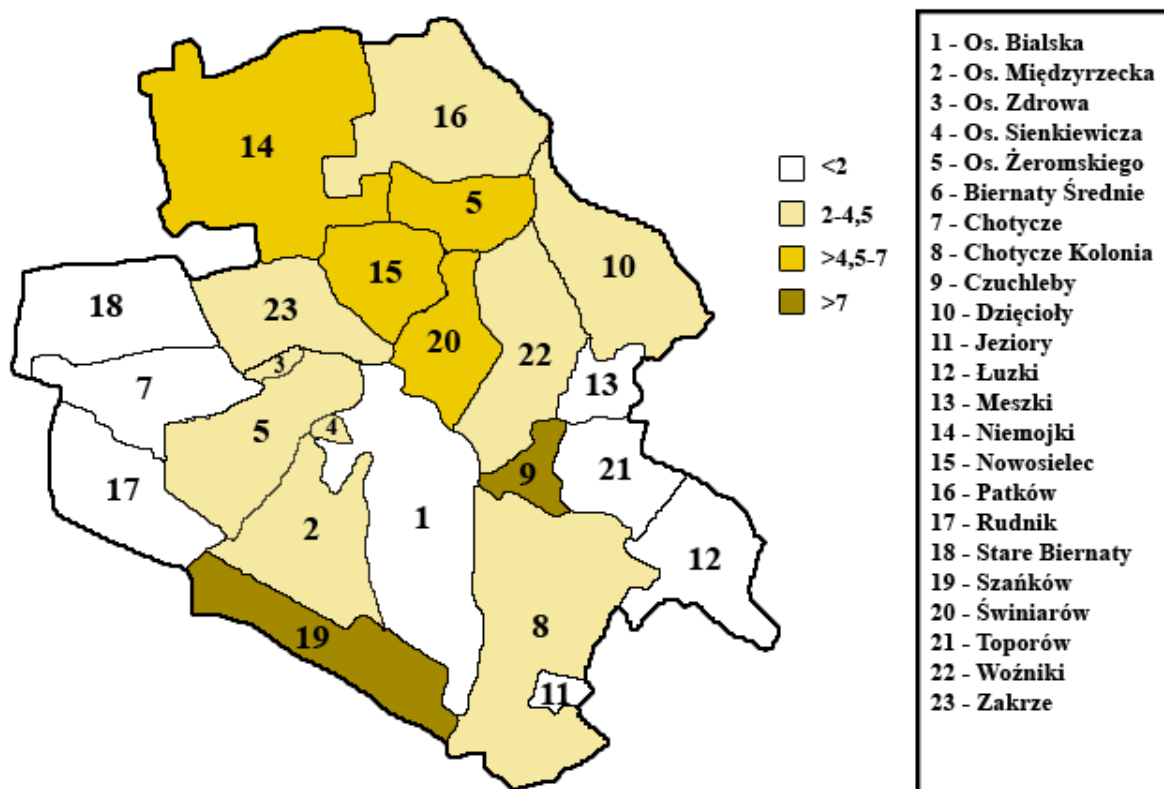 16
14
5
15
10
18
23
20
22
3
7
13
5
4
9
21
17
2
1
12
8
19
11
<2
2-4,5
>4,5-7
>7
1 - Os. Bialska
2 - Os. Międzyrzecka
3 - Os. Zdrowa
4 - Os. Sienkiewicza
5 - Os. Żeromskiego
6 - Biernaty Średnie
7 - Chotycze
8 - Chotycze Kolonia
9 - Czuchleby
10 - Dzięcioły
11 - Jeziory
12 - Łuzki
13 - Meszki
14 - Niemojki
15 - Nowosielec
16 - Patków
17 - Rudnik
18 - Stare Biernaty
19 - Szańków
20 - Świniarów
21 - Toporów
22 - Woźniki
23 - Zakrze